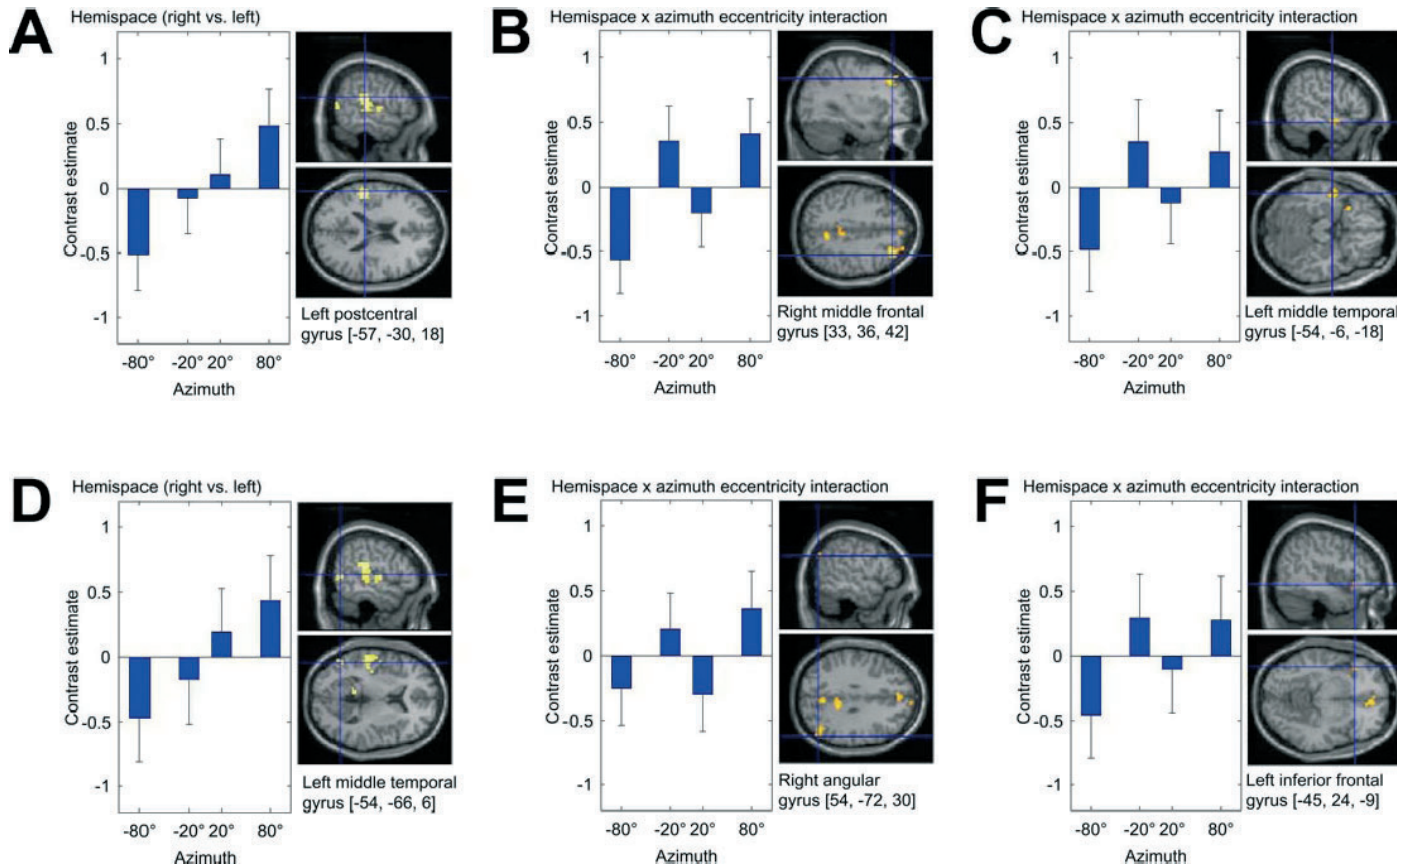 A
Hemispace (right vs. left)
1
0.5
0
-0.5
-1
Contrast estimate
-80° -20° 20° 80°
Azimuth
Left postcentral
gyrus [-57, -30, 18]
B
Hemispace x azimuth eccentricity interaction
1
0.5
0
-0.5
-1
Contrast estimate
-80° -20° 20° 80°
Azimuth
Right middle frontal
gyrus [33, 36, 42]
C
Hemispace x azimuth eccentricity interaction
1
0.5
0
-0.5
-1
Contrast estimate
-80° -20° 20° 80°
Azimuth
Left middle temporal
gyrus [-54, -6, -18]
D
Hemispace (right vs. left)
1
0.5
0
-0.5
-1
Contrast estimate
-80° -20° 20° 80°
Azimuth
Left middle temporal
gyrus [-54, -66, 6]
E
Hemispace x azimuth eccentricity interaction
1
0.5
0
-0.5
-1
Contrast estimate
-80° -20° 20° 80°
Azimuth
Right angular
gyrus [54, -72, 30]
F
Hemispace x azimuth eccentricity interaction
1
0.5
0
-0.5
-1
Contrast estimate
-80° -20° 20° 80°
Azimuth
Left inferior frontal
gyrus [-45, 24, -9]